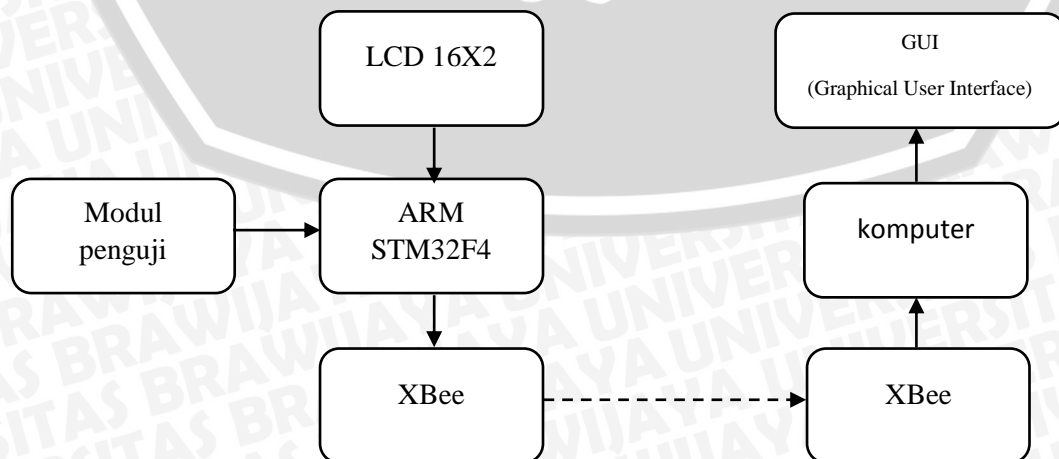 LCD 16X2
GUI
(Graphical User Interface)
Modul
penguji
ARM
STM32F4
komputer
XBee
XBee